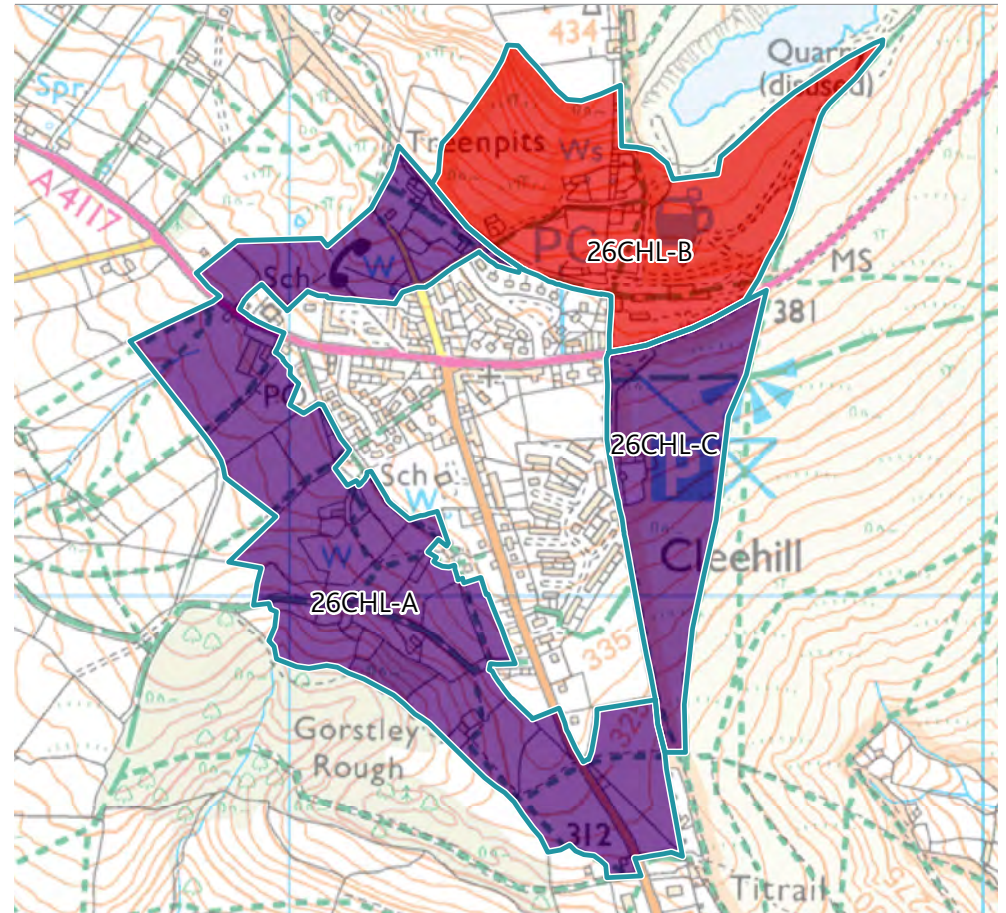 434
Quarry
(disused)
Spr
Treenpits Ws
A 4117
PC
26CHL-B
MS
Sch
W
381
PC
26CHL-C
Sch
W
P
W
Cleehill
26CHL-A
335
Gorstley
Rough
312
Titrail